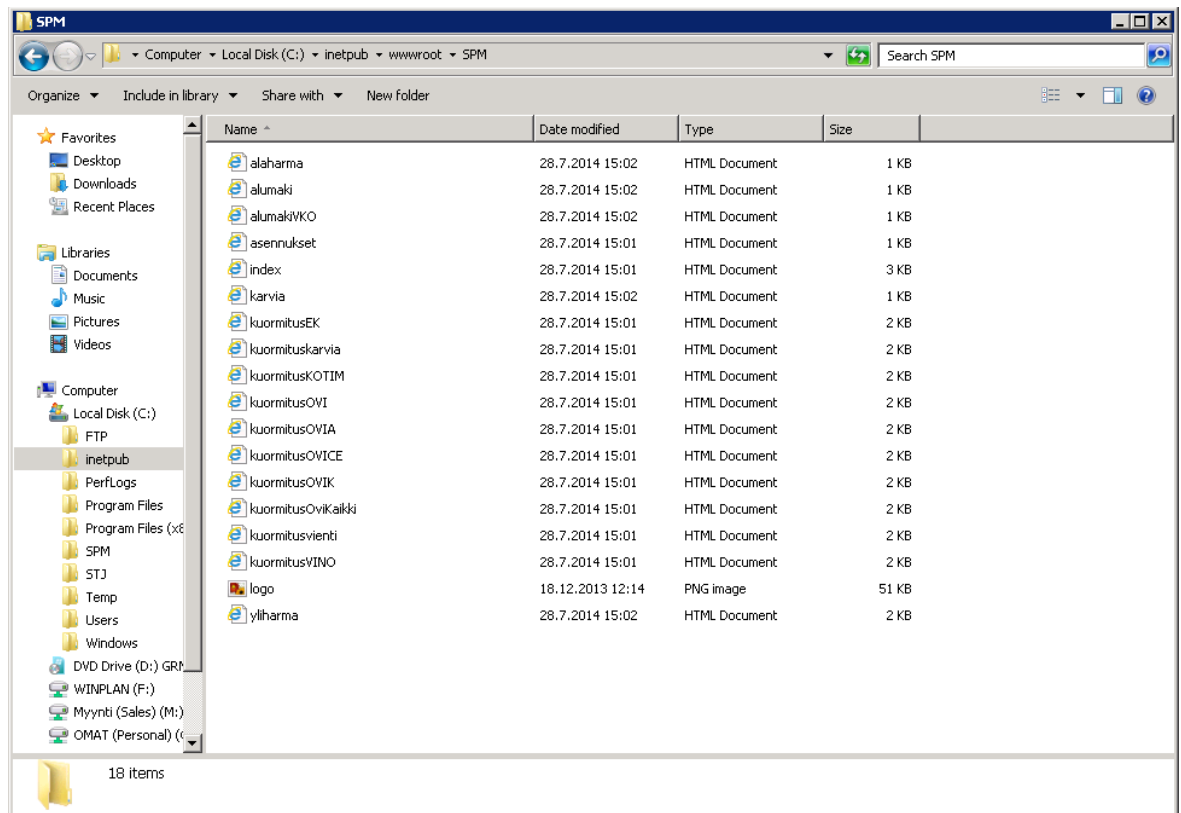 SPM
Computer Local Disk (C:) inetpub wwwroot SPM Search SPM
Organize Include in library Share with New folder
Name Date modified Type Size
Favorites
Desktop
Downloads
Recent Places
Libraries
Documents
Music
Pictures
Videos
Computer
Local Disk (C:)
FTP
inetpub
PerfLogs
Program Files
Program Files (x8
SPM
STJ
Temp
Users
Windows
DVD Drive (D:) GRM
WINPLAN (F:)
Myynti (Sales) (M:)
OMAT (Personal) (
alaharma 28.7.2014 15:02 HTML Document 1 KB
alumaki 28.7.2014 15:02 HTML Document 1 KB
alumakiVKO 28.7.2014 15:02 HTML Document 1 KB
asennukset 28.7.2014 15:01 HTML Document 1 KB
index 28.7.2014 15:01 HTML Document 3 KB
karvia 28.7.2014 15:02 HTML Document 1 KB
kuormitusEK 28.7.2014 15:01 HTML Document 2 KB
kuormituskarvia 28.7.2014 15:01 HTML Document 2 KB
kuormitusKOTIM 28.7.2014 15:01 HTML Document 2 KB
kuormitusOVI 28.7.2014 15:01 HTML Document 2 KB
kuormitusOVIA 28.7.2014 15:01 HTML Document 2 KB
kuormitusOVICE 28.7.2014 15:01 HTML Document 2 KB
kuormitusOVIK 28.7.2014 15:01 HTML Document 2 KB
kuormitusOviKaikki 28.7.2014 15:01 HTML Document 2 KB
kuormitusvienti 28.7.2014 15:01 HTML Document 2 KB
kuormitusVINO 28.7.2014 15:01 HTML Document 2 KB
logo 18.12.2013 12:14 PNG image 51 KB
yliharma 28.7.2014 15:02 HTML Document 2 KB
18 items